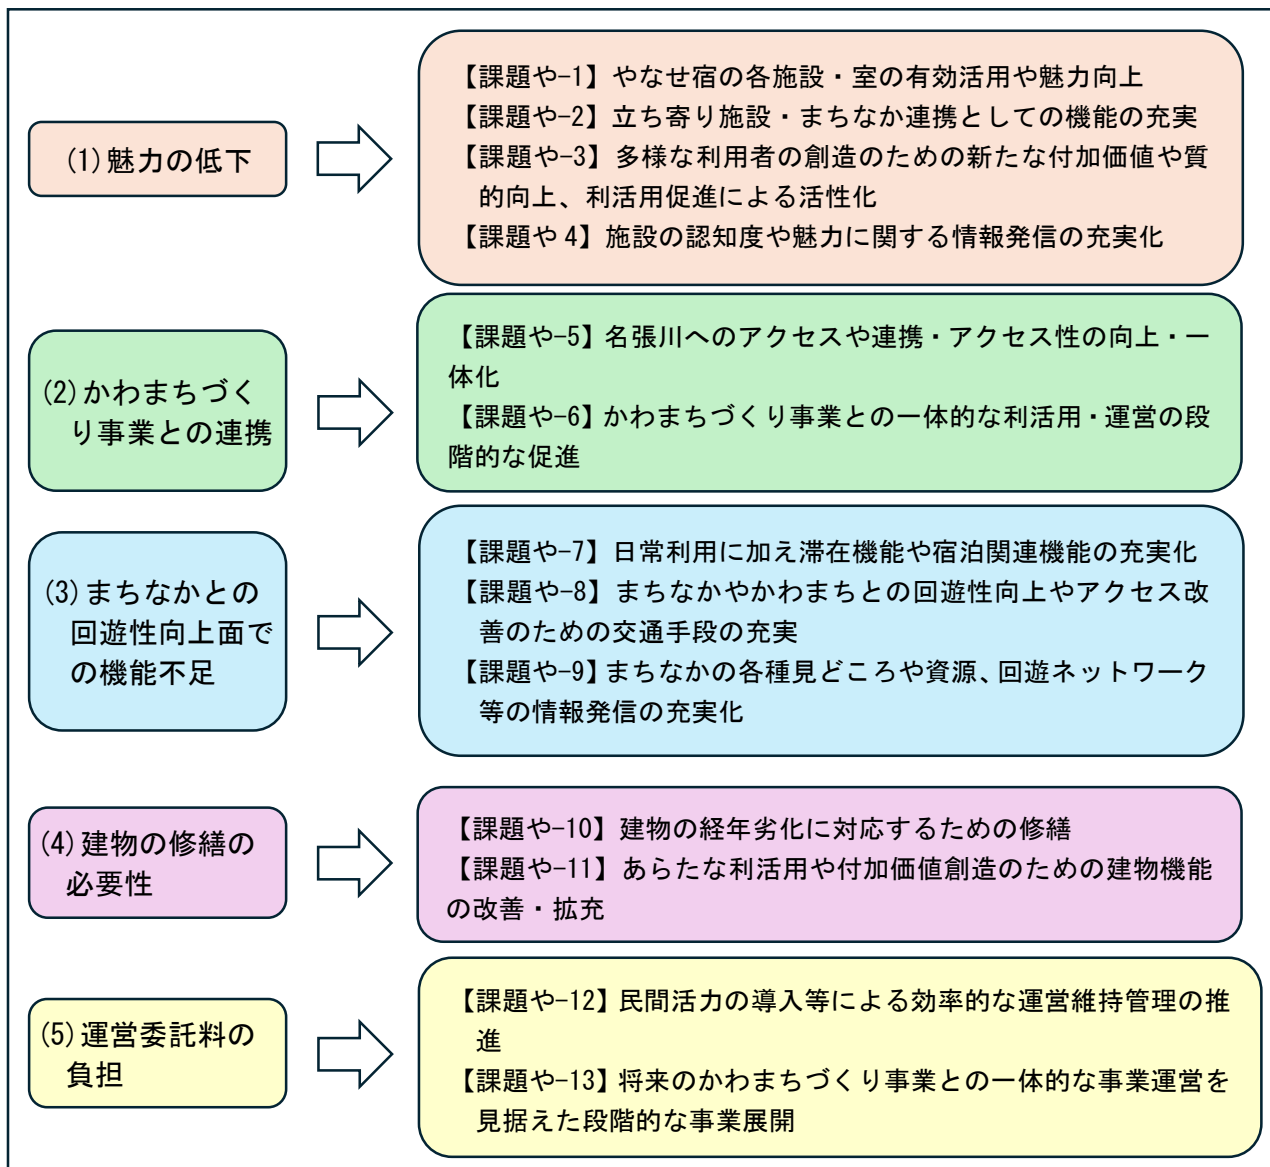 (1)魅力の低下
【課題や-1】やなせ宿の各施設・室の有効活用や魅力向上
【課題や-2】立ち寄り施設・まちなか連携としての機能の充実
【課題や-3】多様な利用者の創造のための新たな付加価値や質
的向上、利活用促進による活性化
【課題や 4】施設の認知度や魅力に関する情報発信の充実化
(2)かわまちづく
り事業との連携
【課題や-5】名張川へのアクセスや連携・アクセス性の向上・一
体化
【課題や-6】かわまちづくり事業との一体的な利活用・運営の段
階的な促進
(3)まちなかとの
回遊性向上面で
の機能不足
【課題や-7】日常利用に加え滞在機能や宿泊関連機能の充実化
【課題や-8】まちなかやかわまちとの回遊性向上やアクセス改
善のための交通手段の充実
【課題や-9】まちなかの各種見どころや資源、回遊ネットワーク
等の情報発信の充実化
(4)建物の修繕の
必要性
【課題や-10】建物の経年劣化に対応するための修繕
【課題や-11】あらたな利活用や付加価値創造のための建物機能
の改善・拡充
(5)運営委託料の
負担
【課題や-12】民間活力の導入等による効率的な運営維持管理の推
進
【課題や-13】将来のかわまちづくり事業との一体的な事業運営を
見据えた段階的な事業展開